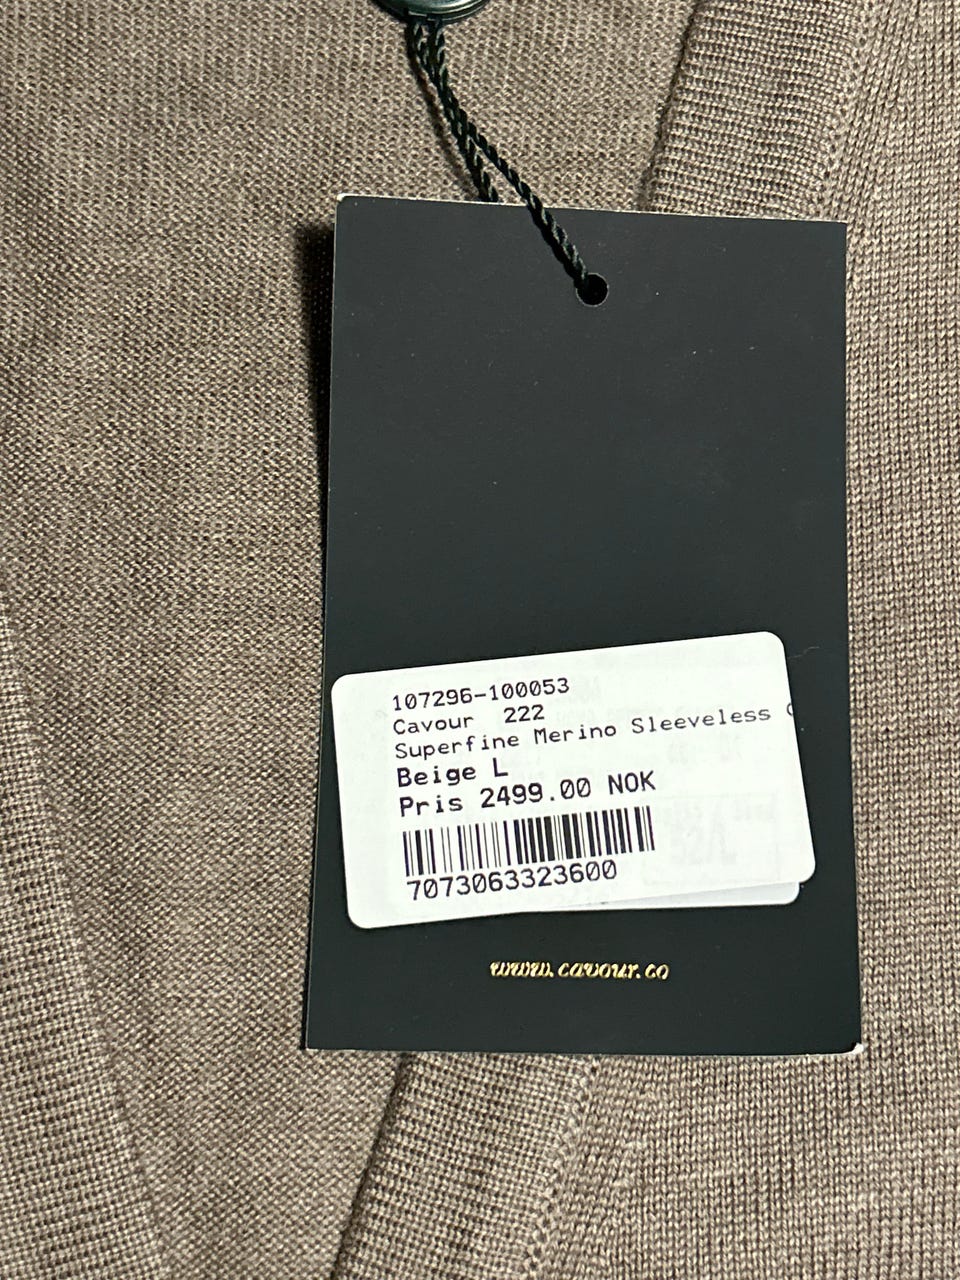 107296-100053
Cavour 222
Superfine Merino Sleeveless
Beige L
Pris 2499.00 NOK
7073063323600
www.cavour.co